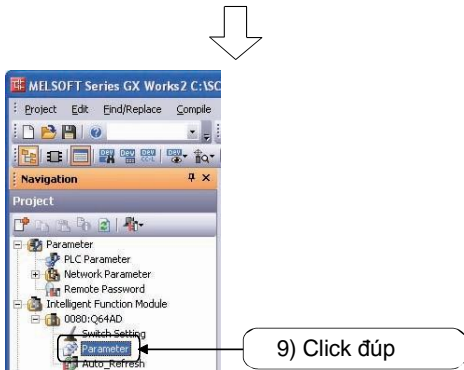 MELSOFT Series GX Works2 C:\SC
Project Edit Find/Replace Compile
Navigation
Project
Parameter
PLC Parameter
Network Parameter
Remote Password
Intelligent Function Module
0080:Q64AD
Switch Setting
Parameter
9) Click đúp
Auto_Refresh